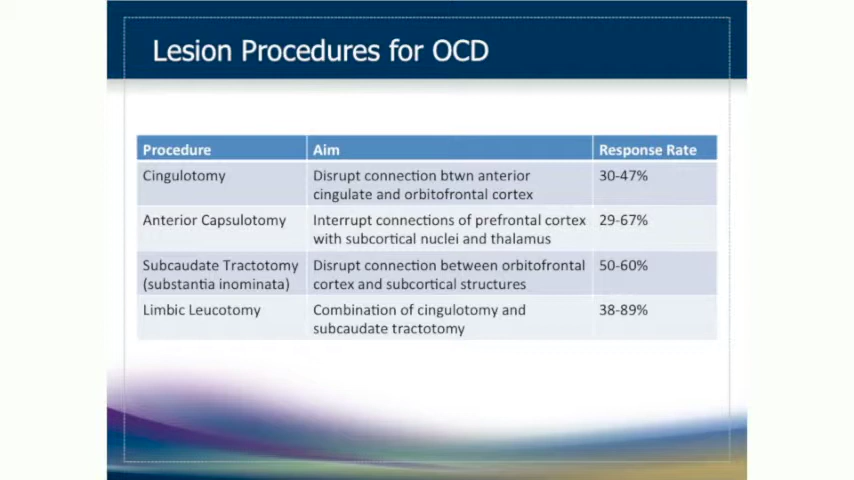 Lesion Procedures for OCD
Procedure Aim Response Rate
Cingulotomy Disrupt connection btwn anterior 30-47%
cingulate and orbitofrontal cortex
Anterior Capsulotomy Interrupt connections of prefrontal cortex 29-67%
with subcortical nuclei and thalamus
Subcaudate Tractotomy Disrupt connection between orbitofrontal 50-60%
(substantia inominata) cortex and subcortical structures
Limbic Leucotomy Combination of cingulotomy and 38-89%
subcaudate tractotomy